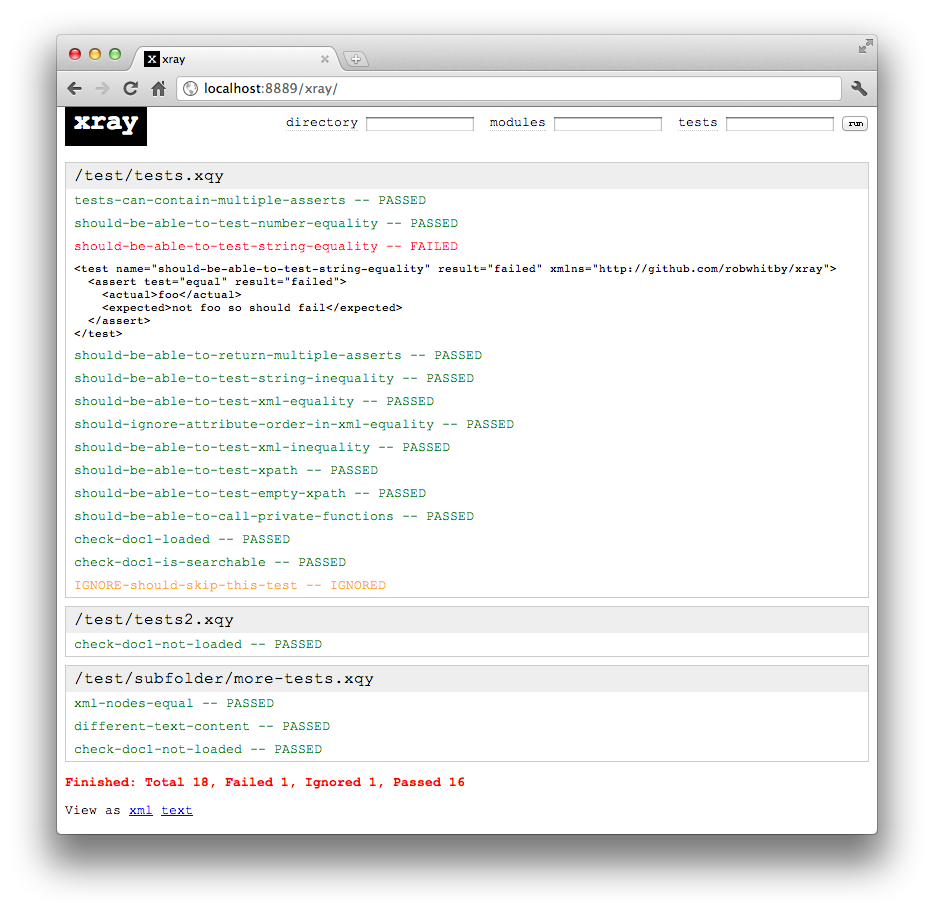 X xray
localhost:8889/xray/
xray directory modules tests run
/test/tests.xqy
tests-can-contain-multiple-asserts -- PASSED
should-be-able-to-test-number-equality -- PASSED
should-be-able-to-test-string-equality -- FAILED
<test name="should-be-able-to-test-string-equality" result="failed" xmlns="http://github.com/robwhitby/xray">
<assert test="equal" result="failed">
<actual>foo</actual>
<expected>not foo so should fail</expected>
</assert>
</test>
should-be-able-to-return-multiple-asserts -- PASSED
should-be-able-to-test-string-inequality -- PASSED
should-be-able-to-test-xml-equality -- PASSED
should-ignore-attribute-order-in-xml-equality -- PASSED
should-be-able-to-test-xml-inequality -- PASSED
should-be-able-to-test-xpath -- PASSED
should-be-able-to-test-empty-xpath -- PASSED
should-be-able-to-call-private-functions -- PASSED
check-doc1-loaded -- PASSED
check-doc1-is-searchable -- PASSED
IGNORE-should-skip-this-test -- IGNORED
/test/tests2.xqy
check-doc1-not-loaded -- PASSED
/test/subfolder/more-tests.xqy
xml-nodes-equal -- PASSED
different-text-content -- PASSED
check-doc1-not-loaded -- PASSED
Finished: Total 18, Failed 1, Ignored 1, Passed 16
View as xml text